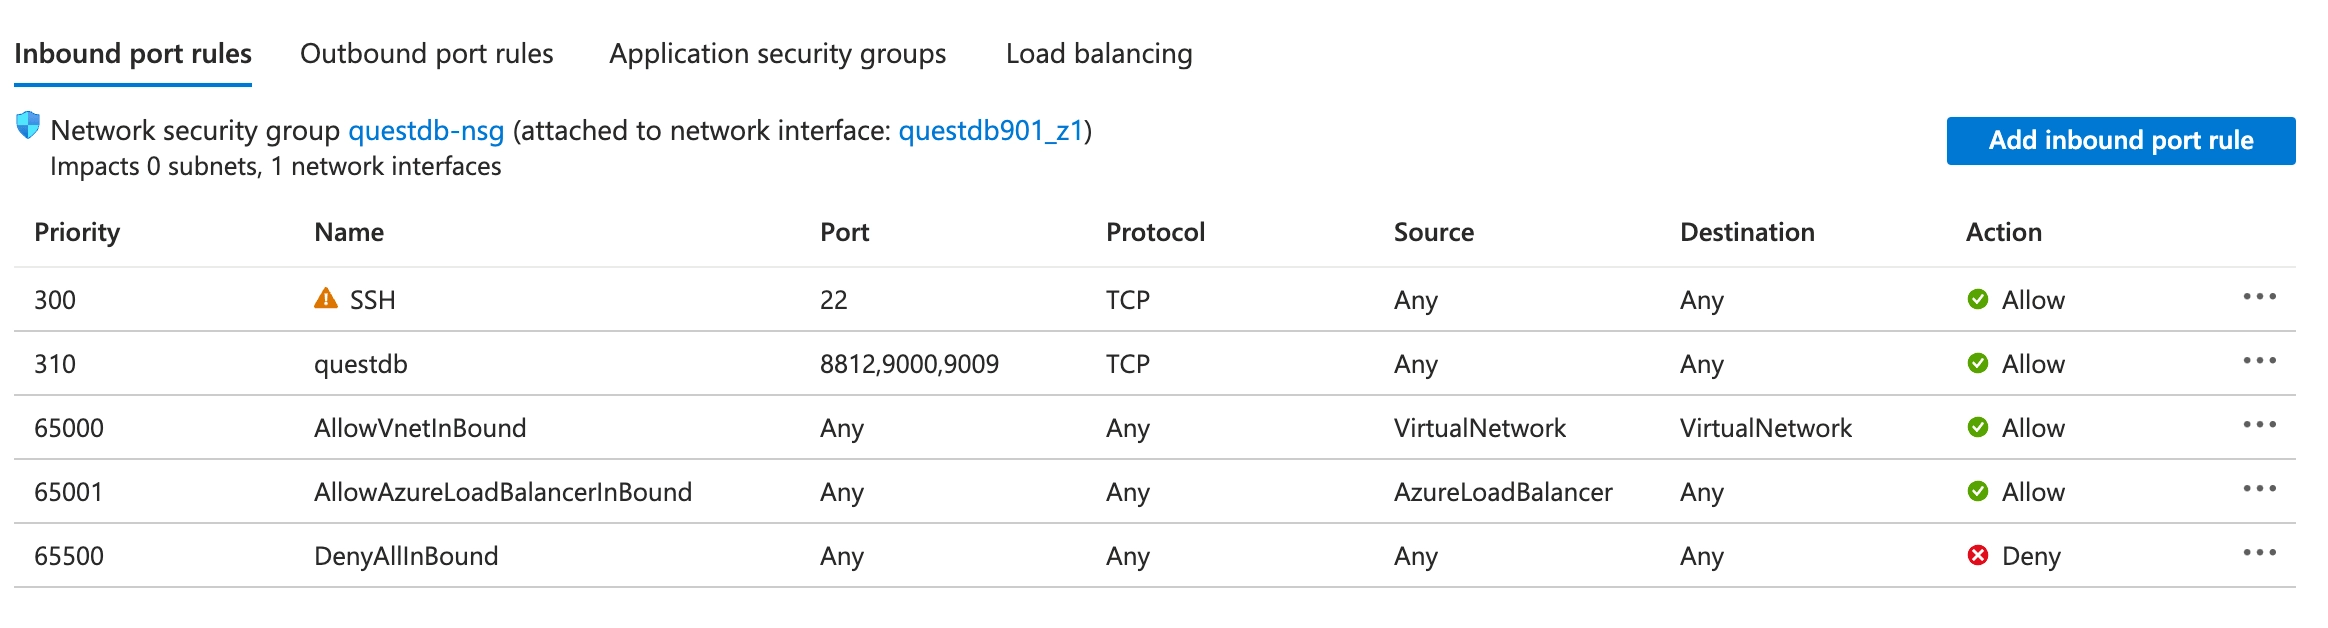 Inbound port rules Outbound port rules Application security groups Load balancing
Network security group questdb-nsg (attached to network interface: questdb901_z1)
Impacts 0 subnets, 1 network interfaces
Add inbound port rule
Priority Name Port Protocol Source Destination Action
300 SSH 22 TCP Any Any Allow
310 questdb 8812,9000,9009 TCP Any Any Allow
65000 AllowVnetInBound Any Any VirtualNetwork VirtualNetwork Allow
65001 AllowAzureLoadBalancerInBound Any Any AzureLoadBalancer Any Allow
65500 DenyAllInBound Any Any Any Any Deny